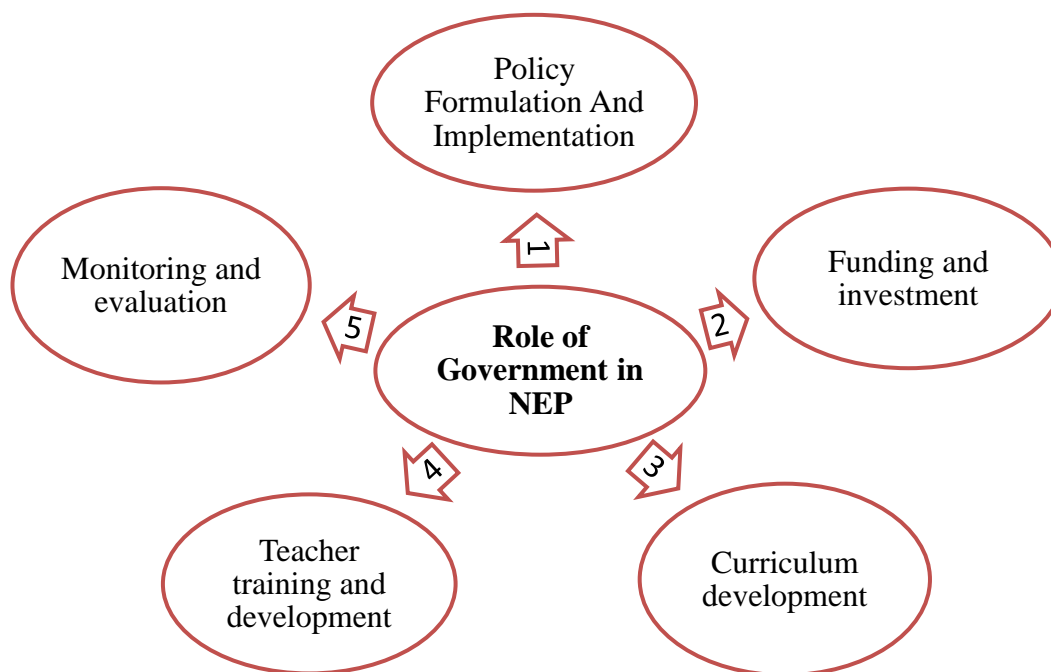 Policy
Formulation And
Implementation
1
Monitoring and
evaluation
5
Funding and
investment
2
Role of
Government in
NEP
4
3
Teacher
training and
development
Curriculum
development